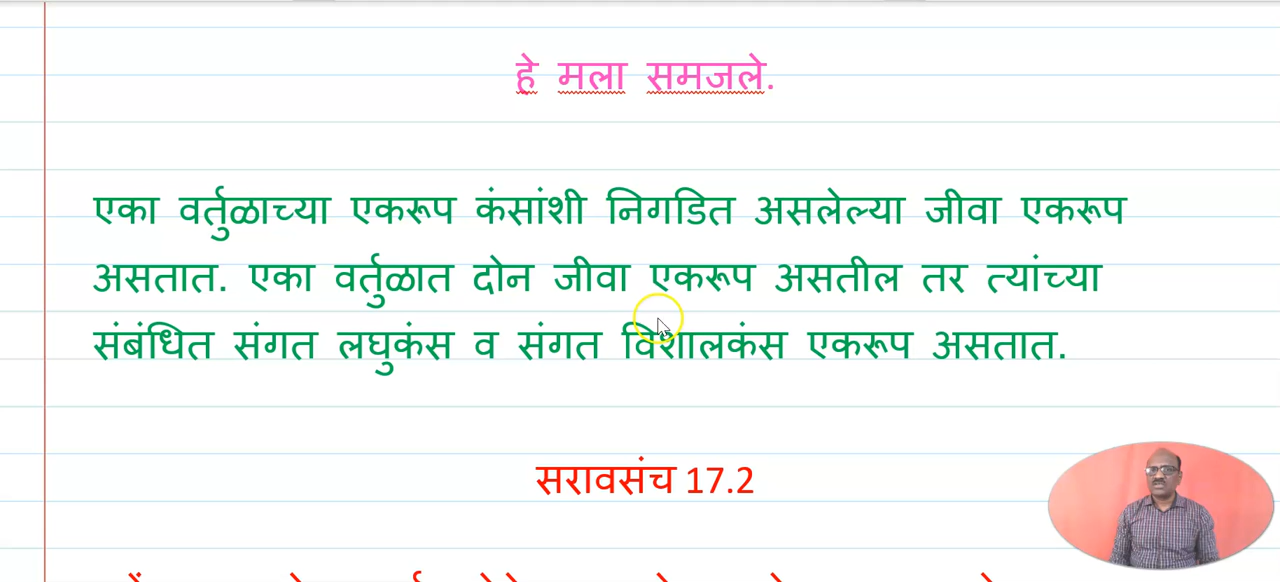 हे मला समजले.
एका वर्तुळाच्या एकरूप कंसांशी निगडित असलेल्या जीवा एकरूप
असतात. एका वर्तुळात दोन जीवा एकरूप असतील तर त्यांच्या
संबंधित संगत लघुकंस व संगत विशालकंस एकरूप असतात.
सरावसंच 17.2